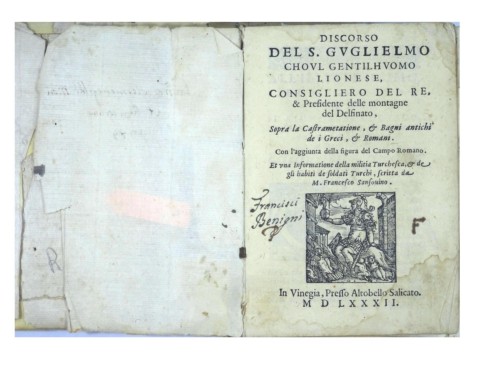 R
DISCORSO
DEL S. GVGLIELMO
CHOVL GENTILHVOMO
LIONESE,
CONSIGLIERO DEL RE,
& Presidente delle montagne
del Delfinato,
Sopra la Castrametatione, & Bagni antichi
de i Greci, & Romani.
Con l'aggiunta della figura del Campo Romano.
Et vna informatione della militia Turchesca, & de
gli habiti de soldati Turchi, scritta da
M. Francesco Sansouino.
Francisci
Benigni
F
In Vinegia, Presso Altobello Salicato.
M D LXXXII.